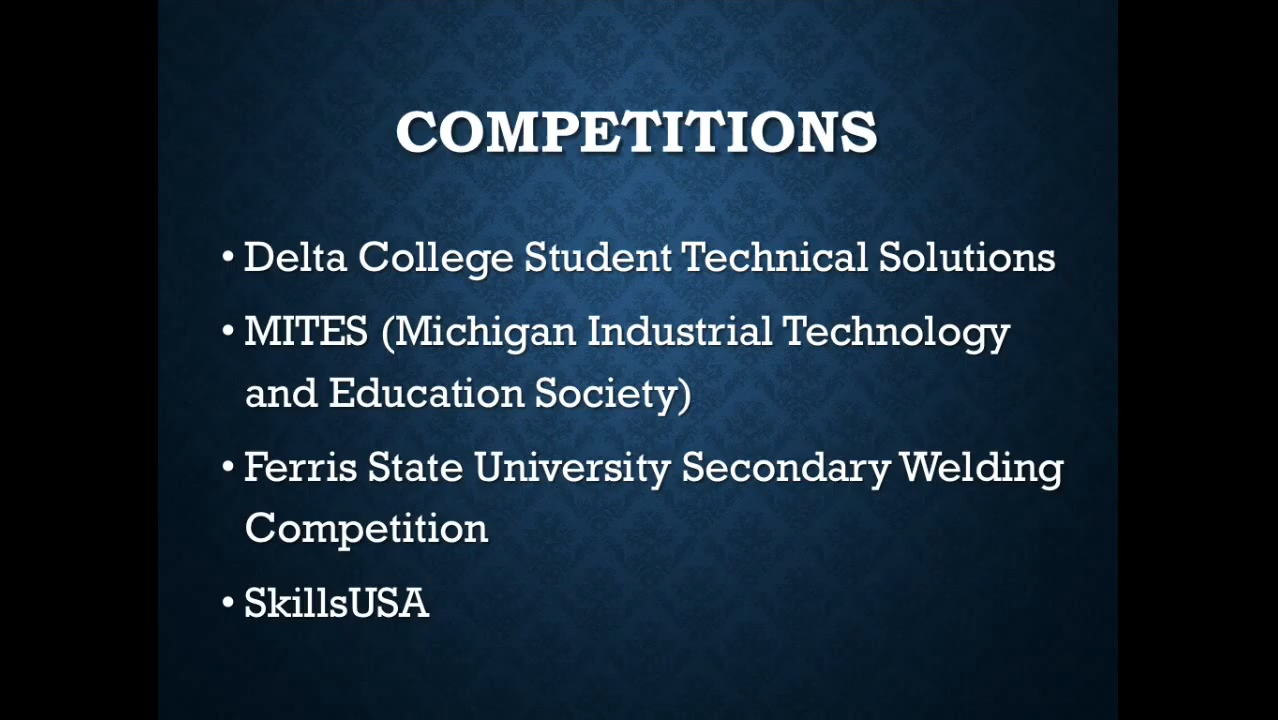 COMPETITIONS
• Delta College Student Technical Solutions
• MITES (Michigan Industrial Technology
and Education Society)
• Ferris State University Secondary Welding
Competition
• SkillsUSA